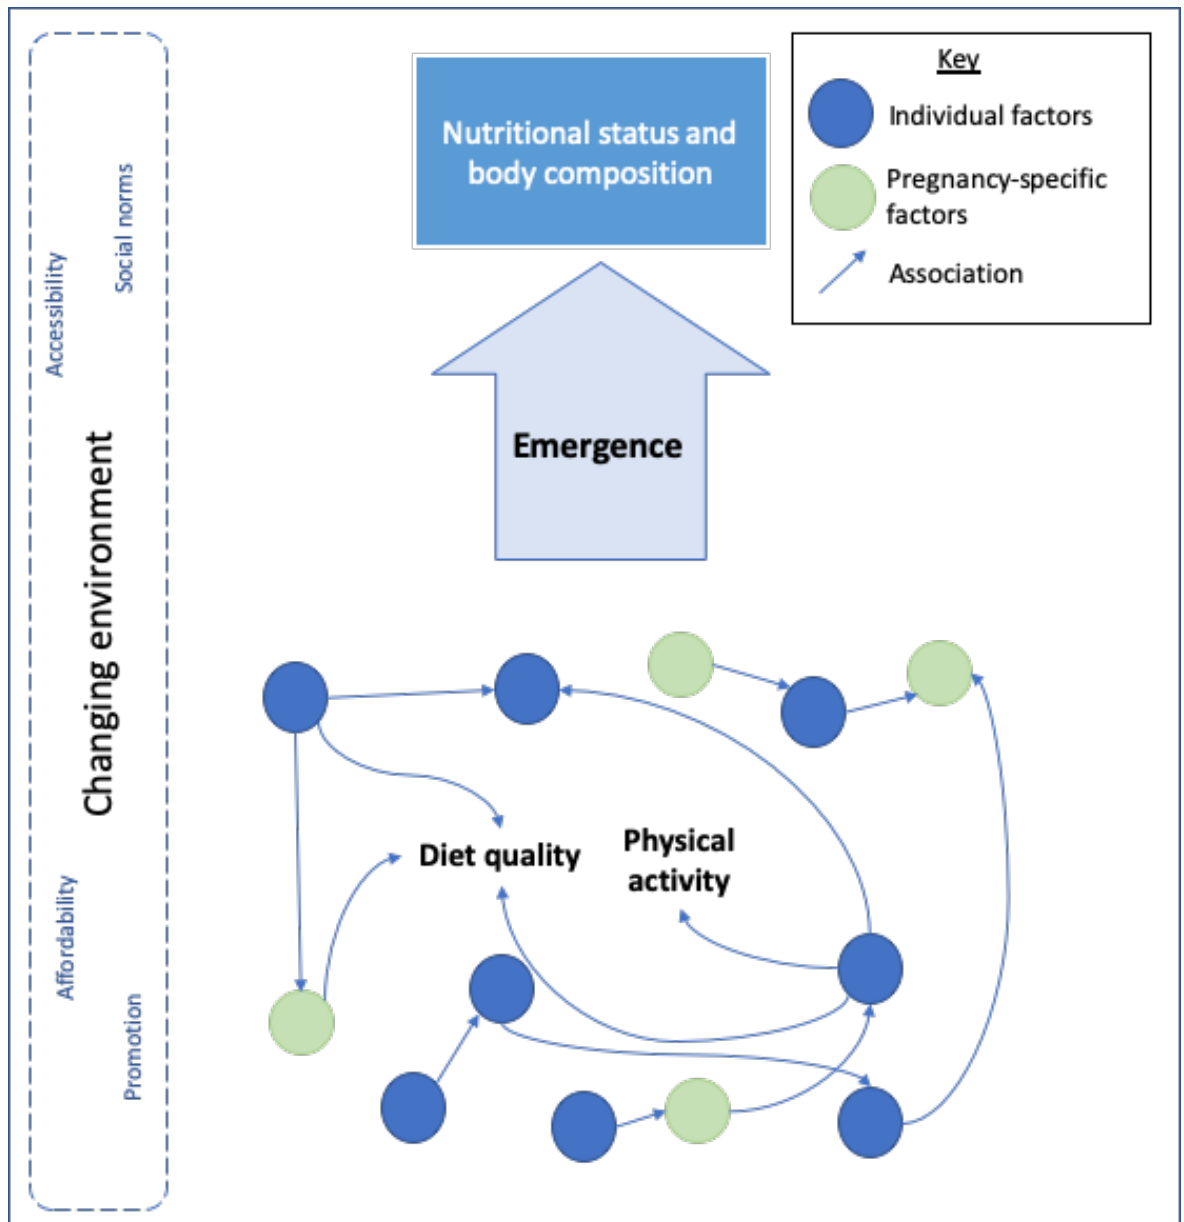 Nutritional status and
body composition
Key
Individual factors
Pregnancy-specific
factors
Association
Emergence
Changing environment
Accessibility
Social norms
Affordability
Promotion
Diet quality
Physical
activity